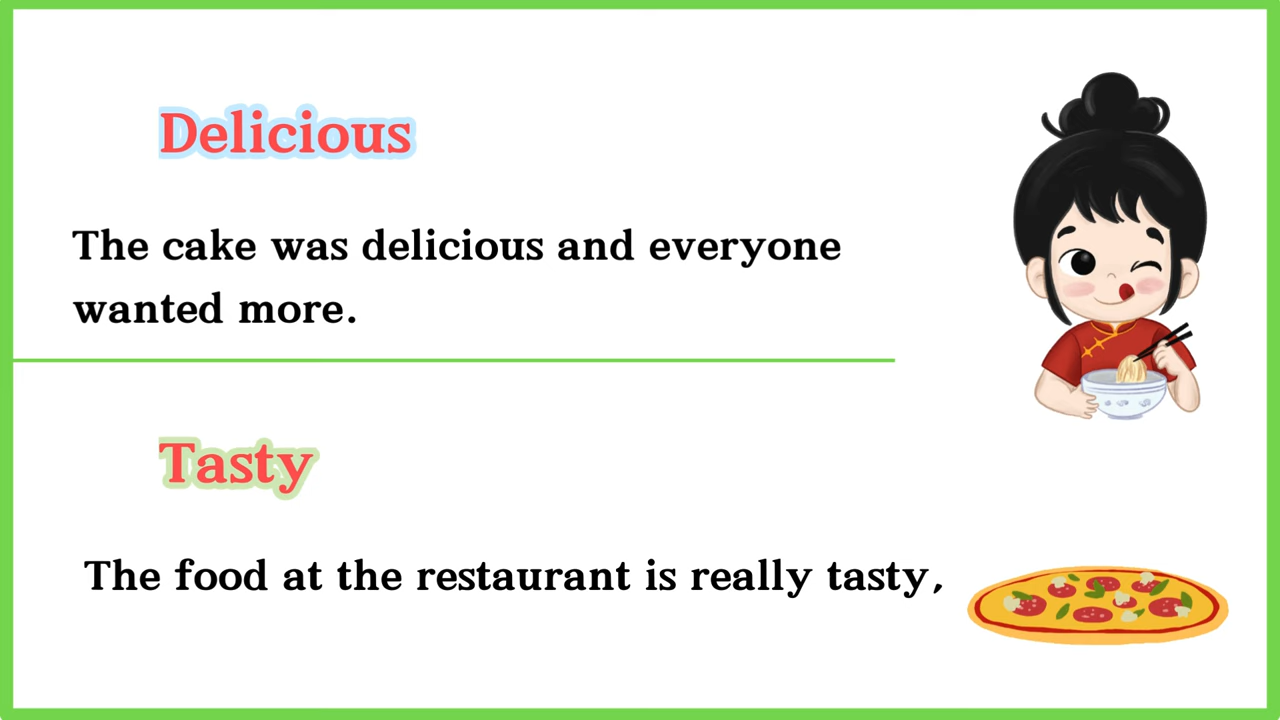 Delicious
The cake was delicious and everyone
wanted more.
Tasty
The food at the restaurant is really tasty,